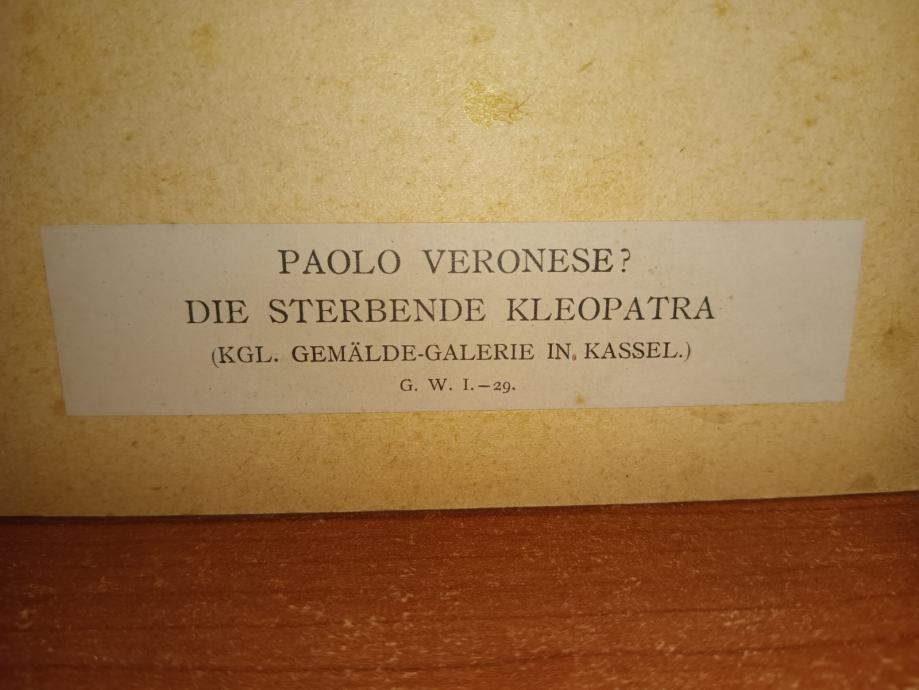 PAOLO VERONESE?
DIE STERBENDE KLEOPATRA
(KGL. GEMÄLDE-GALERIE IN KASSEL.)
G. W. I.—29.